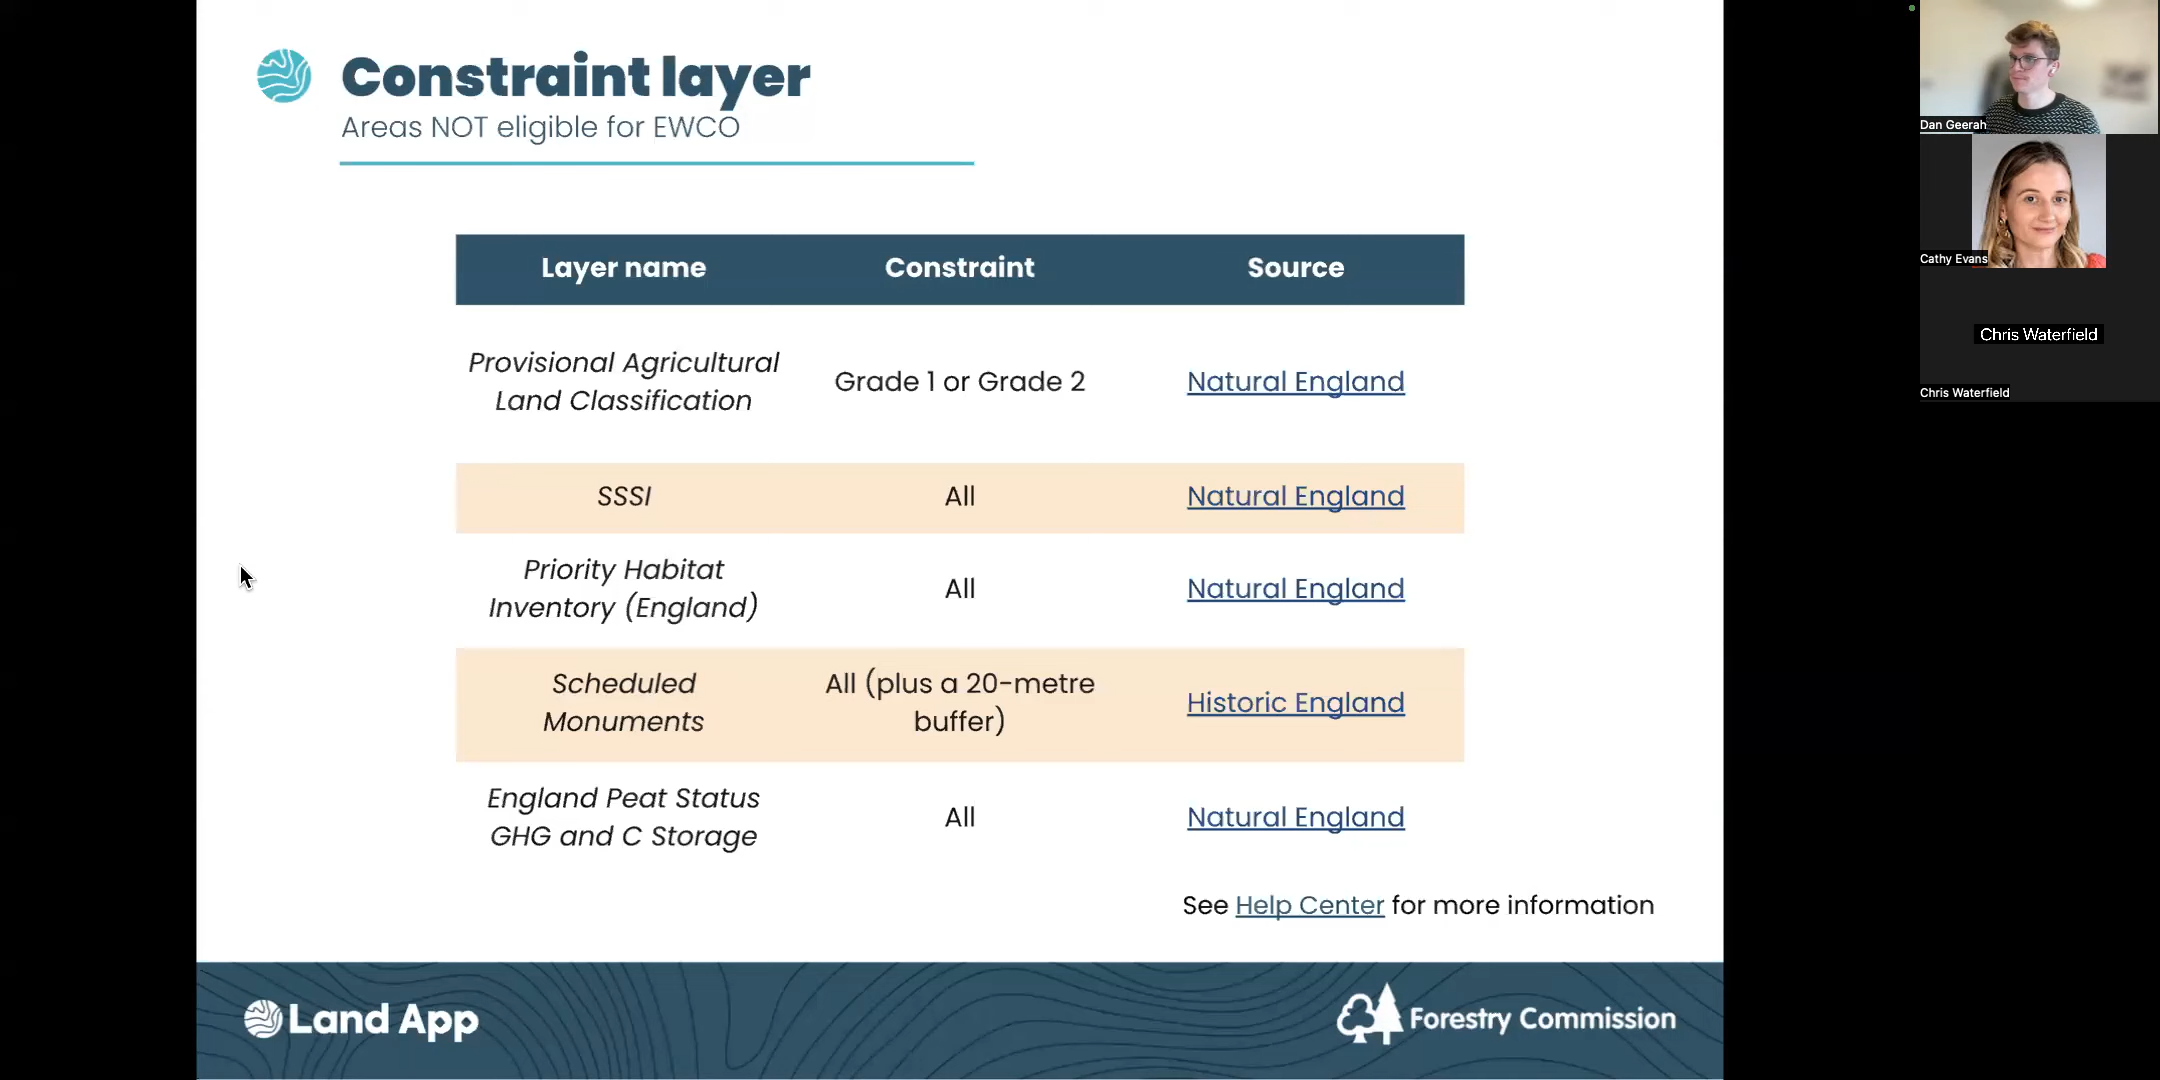 Constraint layer
Areas NOT eligible for EWCO
Layer name Constraint Source
Provisional Agricultural
Land Classification
Grade 1 or Grade 2
Natural England
SSSI
All
Natural England
Priority Habitat
Inventory (England)
All
Natural England
Scheduled
Monuments
All (plus a 20-metre
buffer)
Historic England
England Peat Status
GHG and C Storage
All
Natural England
See Help Center for more information
Land App
Forestry Commission
Dan Geerah
Cathy Evans
Chris Waterfield
Chris Waterfield